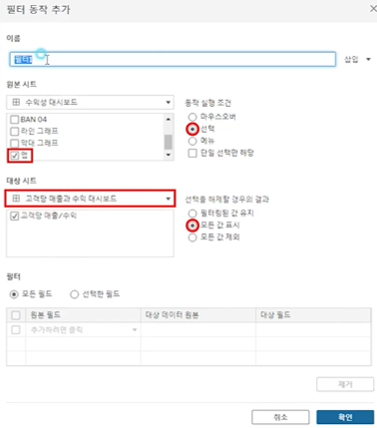 필터 동작 추가
이름
필터1
삽입
원본 시트
수익성 대시보드
동작 실행 조건
BAN 04
라인 그래프
막대 그래프
맵
마우스오버
선택
메뉴
단일 선택만 해당
대상 시트
고객당 매출과 수익 대시보드
선택을 해제할 경우의 결과
고객당 매출/수익
필터링된 값 유지
모든 값 표시
모든 값 제외
필터
모든 필드
선택한 필드
원본 필드
대상 데이터 원본
대상 필드
추가하려면 클릭
제거
취소
확인